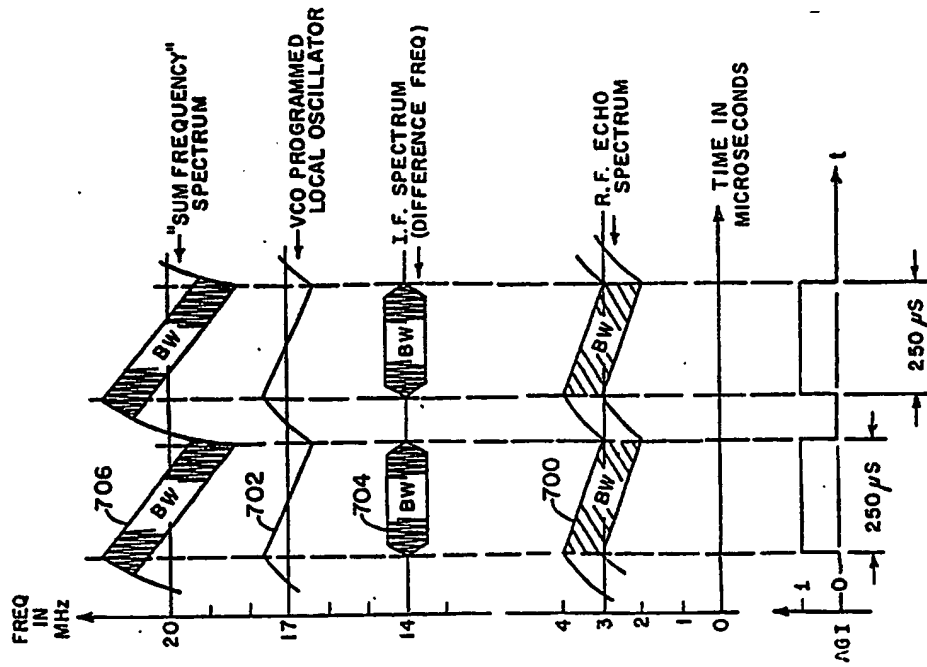 FREQ
IN
MHz
20
17
14
4
3
2
1
0
706
BW
BW
"SUM FREQUENCY"
SPECTRUM
702
VCO PROGRAMMED
LOCAL OSCILLATOR
704
BW
BW
I.F. SPECTRUM
(DIFFERENCE FREQ)
700
BW
BW
R.F. ECHO
SPECTRUM
TIME IN
MICROSECONDS
1
0
AGI
t
250 µS
250 µS